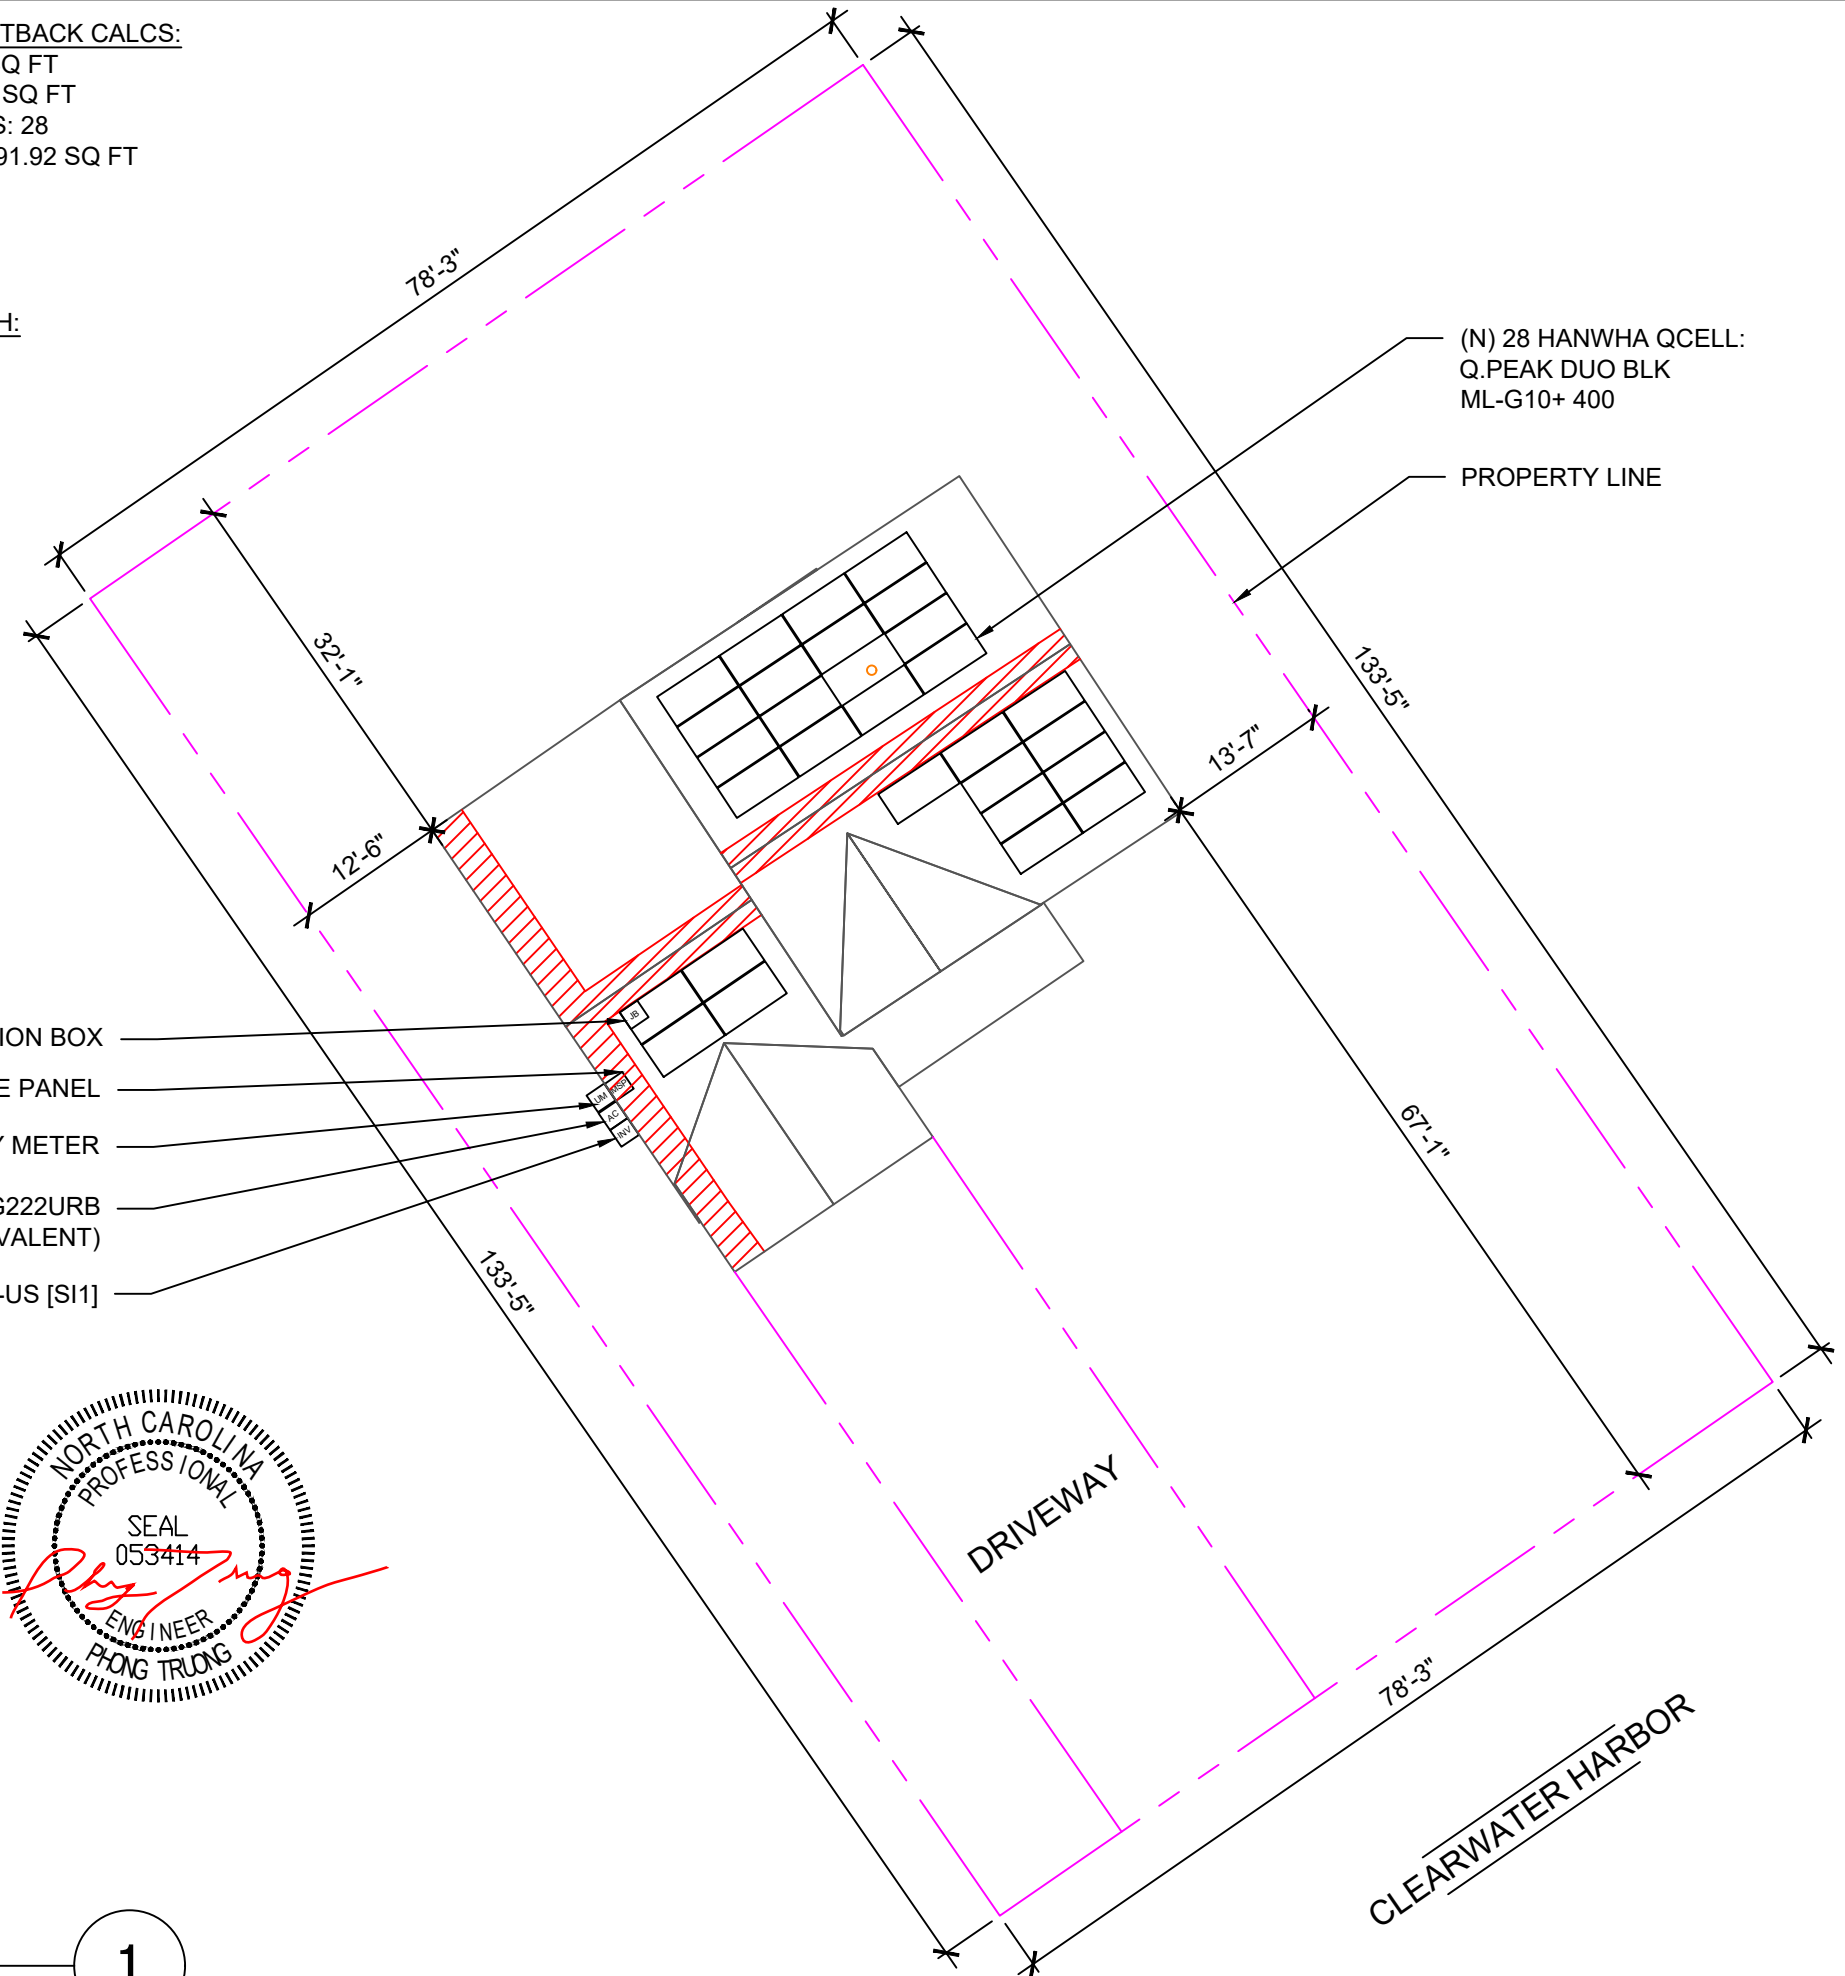 TBACK CALCS:
Q FT
SQ FT
S: 28
91.92 SQ FT
H:
78'-3"
(N) 28 HANWHA QCELL:
Q.PEAK DUO BLK
ML-G10+ 400
PROPERTY LINE
32'-1"
133'-5"
13'-7"
12'-6"
JB
ION BOX
E PANEL
MSP
UM
AC
INV
Y METER
67'-1"
G222URB
VALENT)
-US [SI1]
133'-5"
NORTH CAROLINA
PROFESSIONAL
SEAL
053414
ENGINEER
PHONG TRUONG
DRIVEWAY
78'-3"
CLEARWATER HARBOR
1